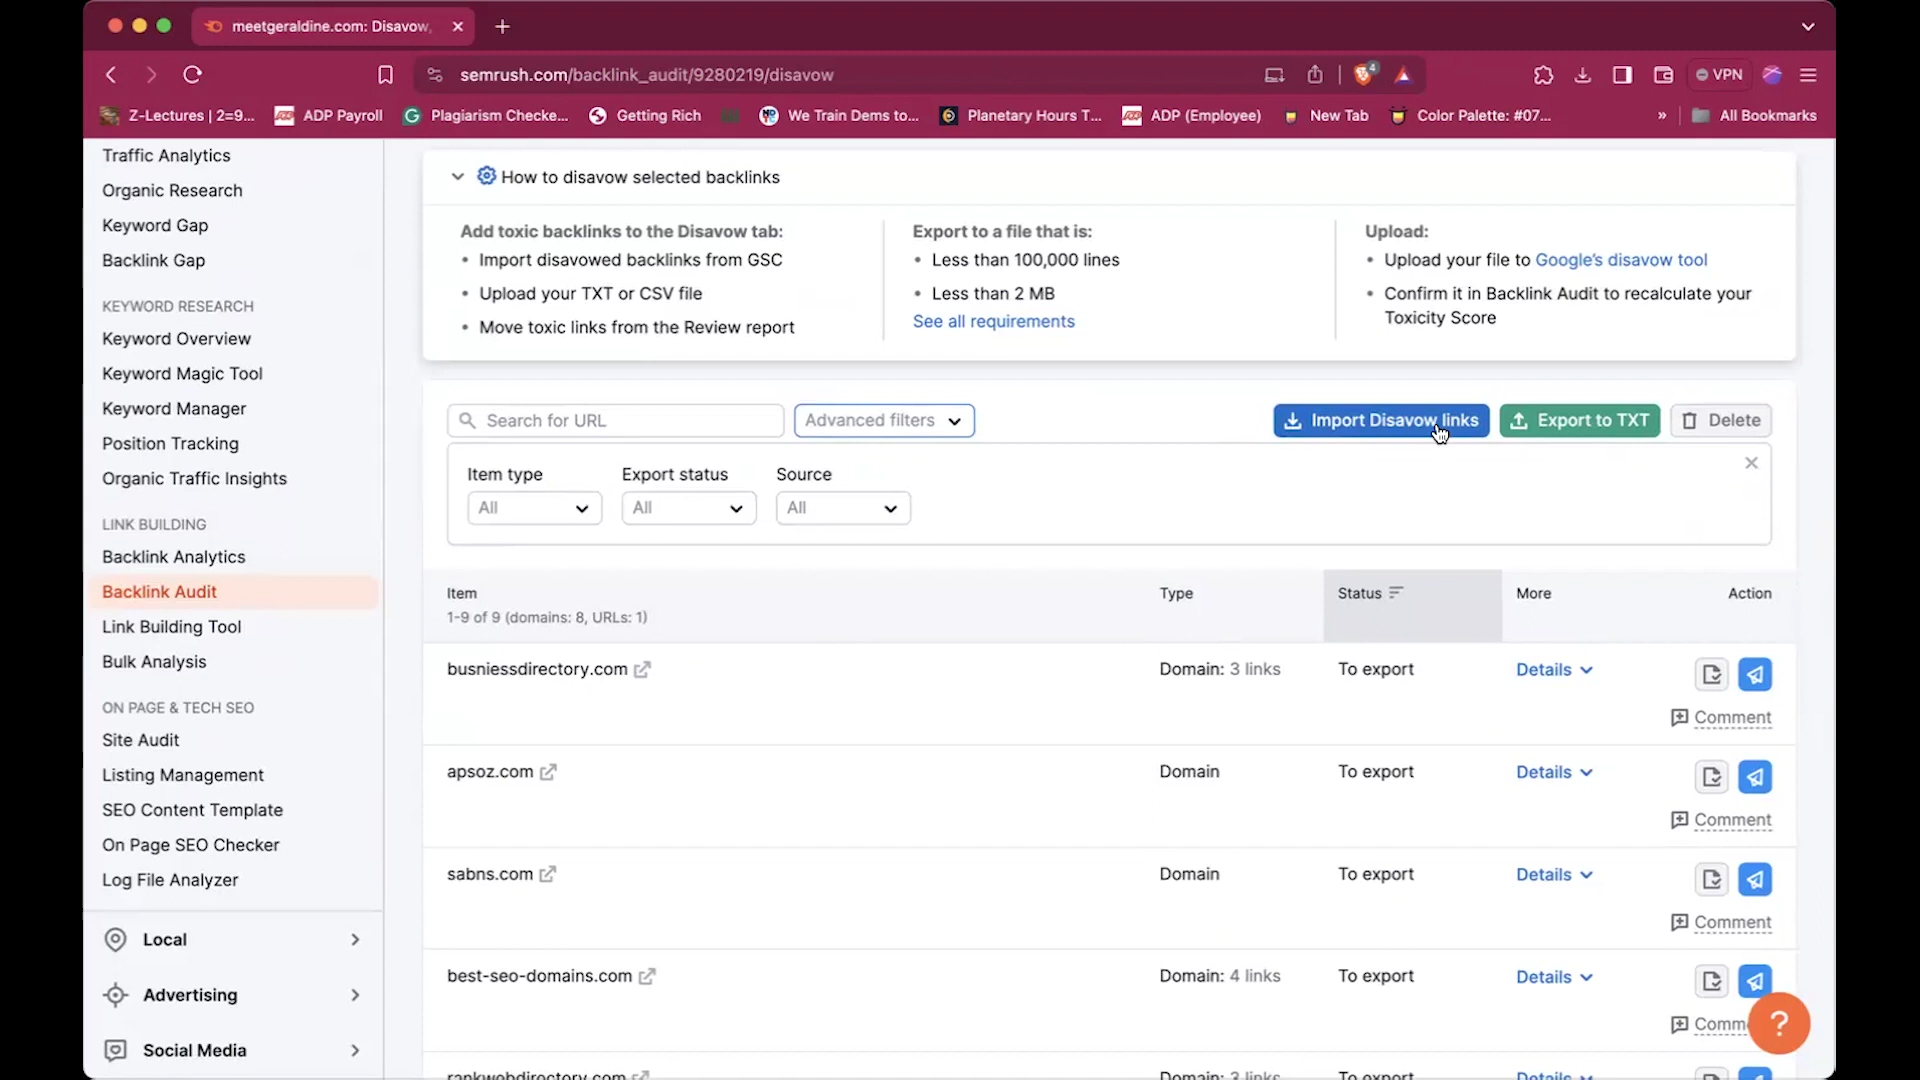 meetgeraldine.com: Disavow,
semrush.com/backlink_audit/9280219/disavow
4
VPN
Z-Lectures | 2=9...
ADP Payroll
Plagiarism Checke...
Getting Rich
We Train Dems to...
Planetary Hours T...
ADP (Employee)
New Tab
Color Palette: #07...
»
All Bookmarks
Traffic Analytics
Organic Research
Keyword Gap
Backlink Gap
KEYWORD RESEARCH
Keyword Overview
Keyword Magic Tool
Keyword Manager
Position Tracking
Organic Traffic Insights
LINK BUILDING
Backlink Analytics
Backlink Audit
Link Building Tool
Bulk Analysis
ON PAGE & TECH SEO
Site Audit
Listing Management
SEO Content Template
On Page SEO Checker
Log File Analyzer
Local
Advertising
Social Media
How to disavow selected backlinks
Add toxic backlinks to the Disavow tab:
• Import disavowed backlinks from GSC
• Upload your TXT or CSV file
• Move toxic links from the Review report
Export to a file that is:
• Less than 100,000 lines
• Less than 2 MB
See all requirements
Upload:
• Upload your file to Google's disavow tool
• Confirm it in Backlink Audit to recalculate your
Toxicity Score
Search for URL
Advanced filters
Import Disavow links
Export to TXT
Delete
Item type
Export status
Source
All
All
All
Item
Type
Status
More
Action
1-9 of 9 (domains: 8, URLs: 1)
busniessdirectory.com
Domain: 3 links
To export
Details
Comment
apsoz.com
Domain
To export
Details
Comment
sabns.com
Domain
To export
Details
Comment
best-seo-domains.com
Domain: 4 links
To export
Details
Comm
?
rankwebdirectory.com
Domain: 3 links
To export
Details